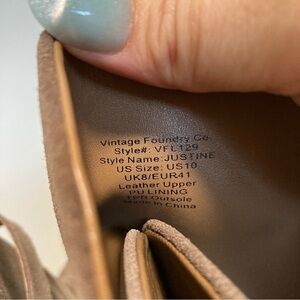 Vintage Foundry Co.
Style#: VFL129
Style Name: JUSTINE
US Size: US10
UK8/EUR41
Leather Upper
PU LINING
TPR Outsole
Made in China